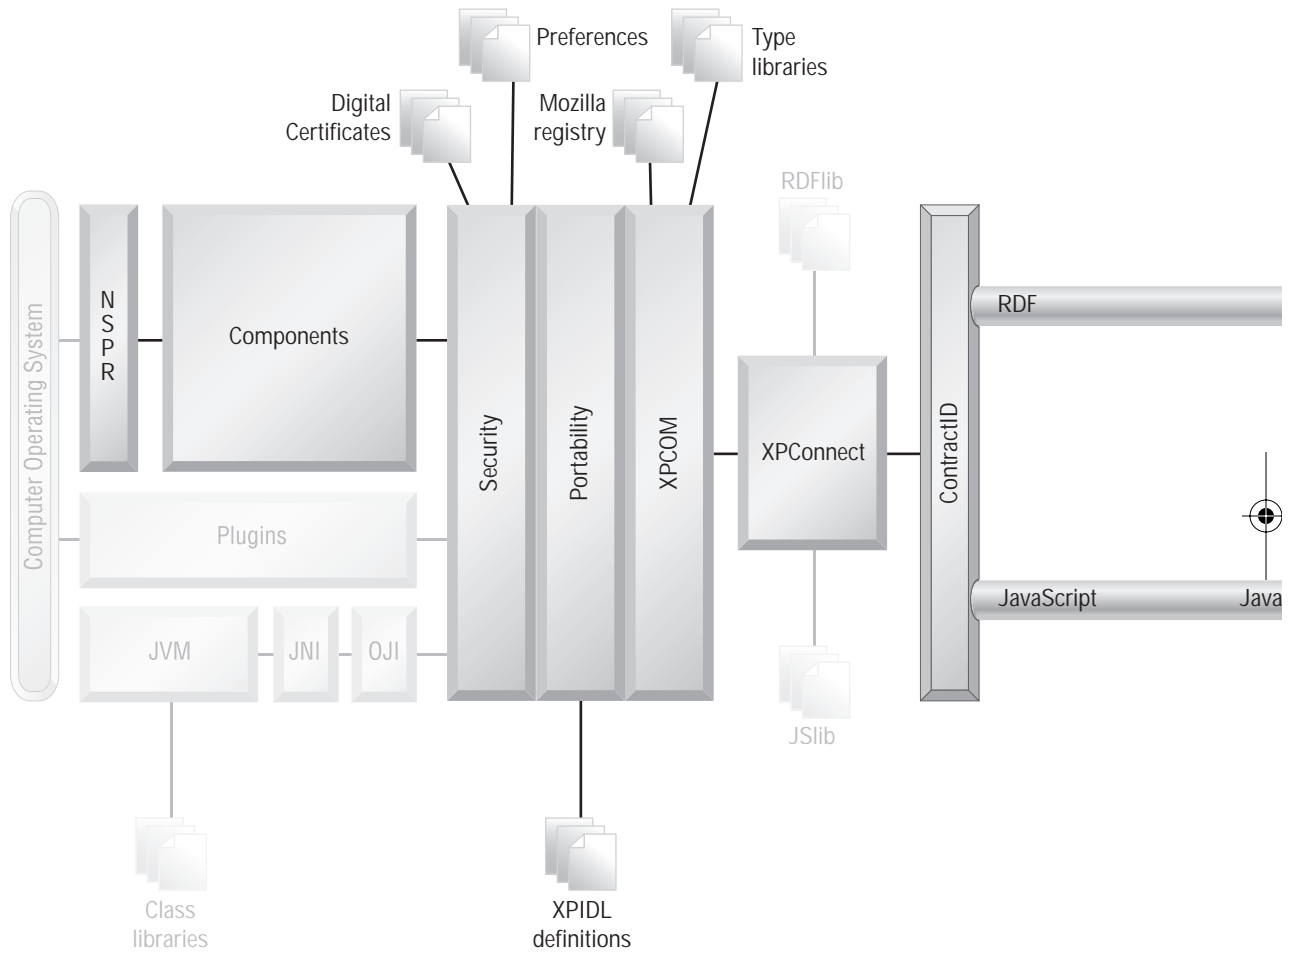 Preferences
Type
libraries
Digital
Certificates
Mozilla
registry
RDFlib
Computer Operating System
N
S
P
R
Components
Security
Portability
XPCOM
XPConnect
ContractID
RDF
Plugins
JavaScript
Java
JVM
JNI
OJI
JSlib
Class
libraries
XPIDL
definitions